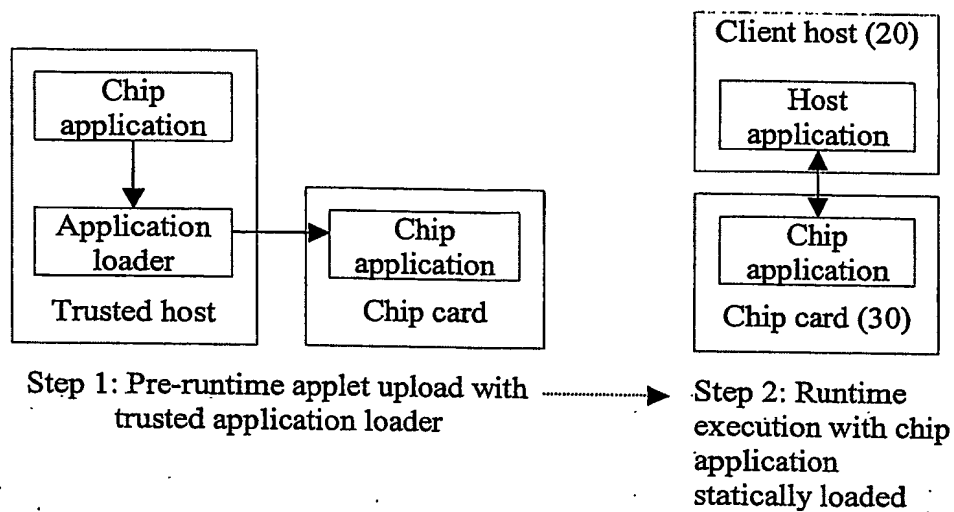 Chip
application
Application
loader
Trusted host
Chip
application
Chip card
Client host (20)
Host
application
Chip
application
Chip card (30)
Step 1: Pre-runtime applet upload with
trusted application loader
Step 2: Runtime
execution with chip
application
statically loaded